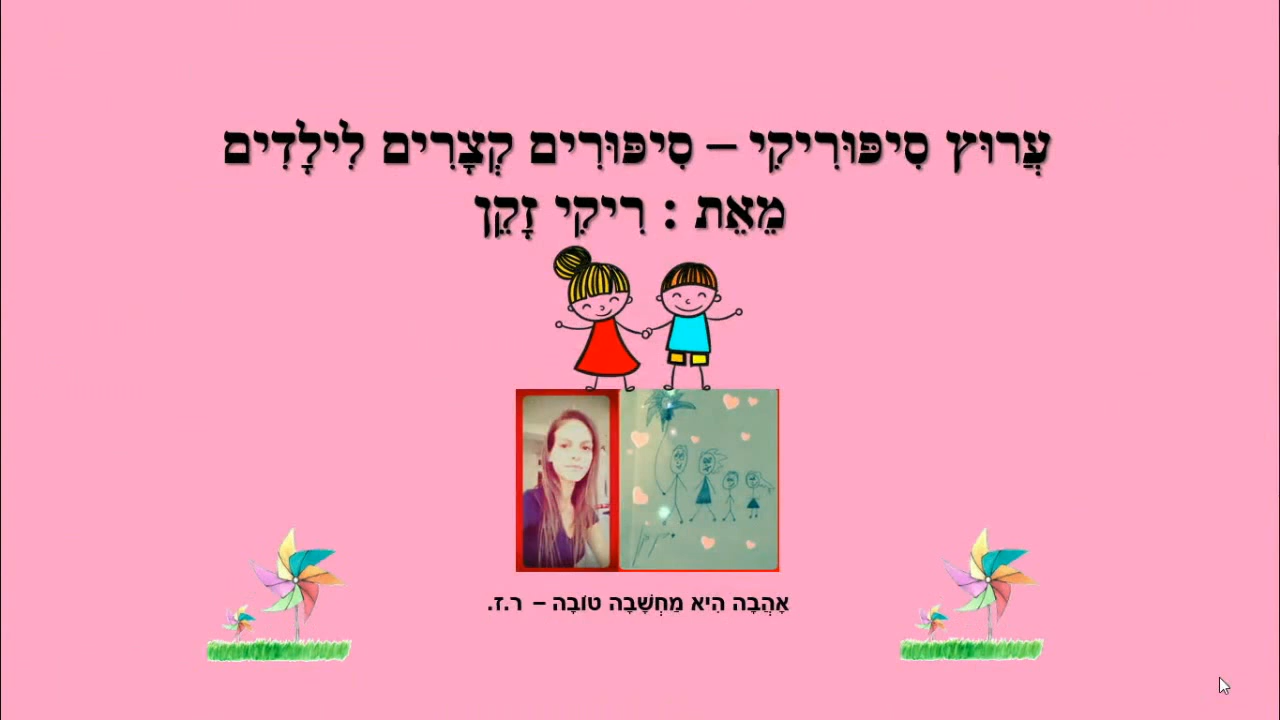 עֲרוּץ סִיפּוּרִיקִי – סִיפּוּרִים קְצָרִים לִילָדִים
מֵאֵת : רִיקִי זָקֵן
אַהֲבָה הִיא מַחְשָׁבָה טוֹבָה – ר.ז.